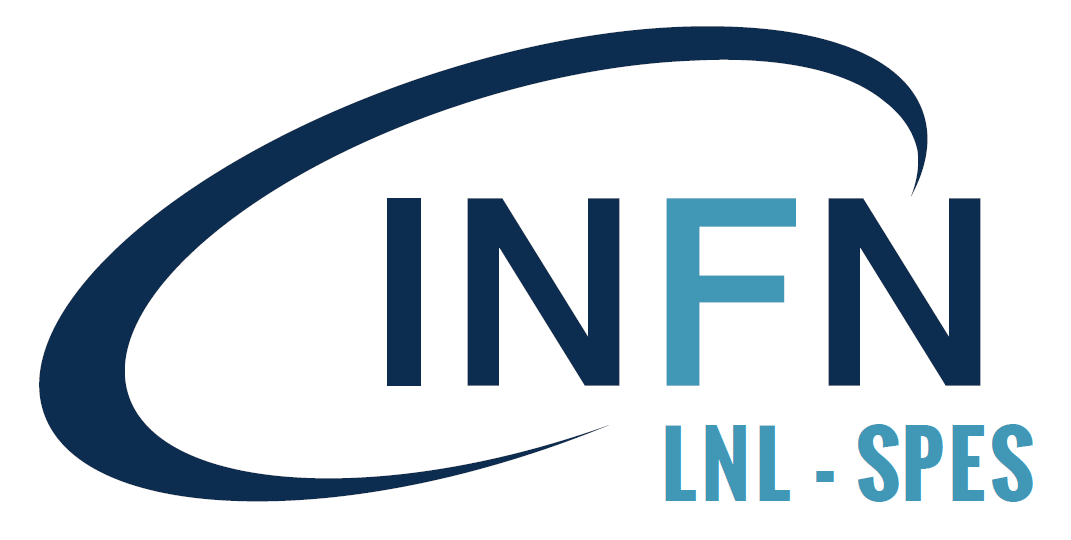 INFN
LNL - SPES